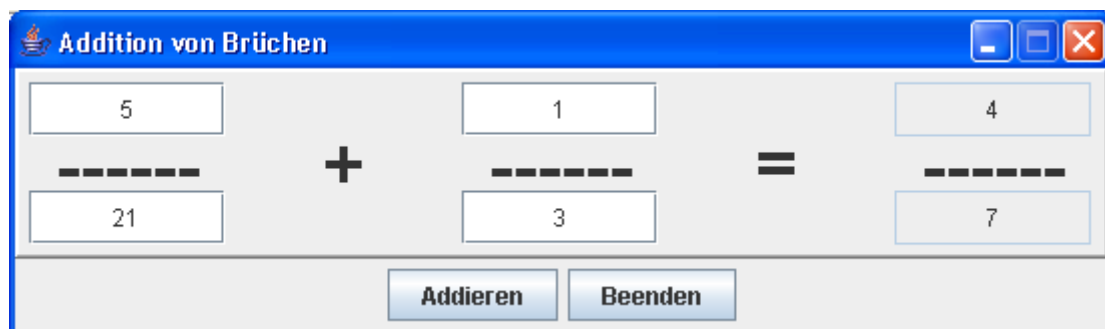 Addition von Brüchen
5 1 4
------ + ------ = ------
21 3 7
Addieren Beenden